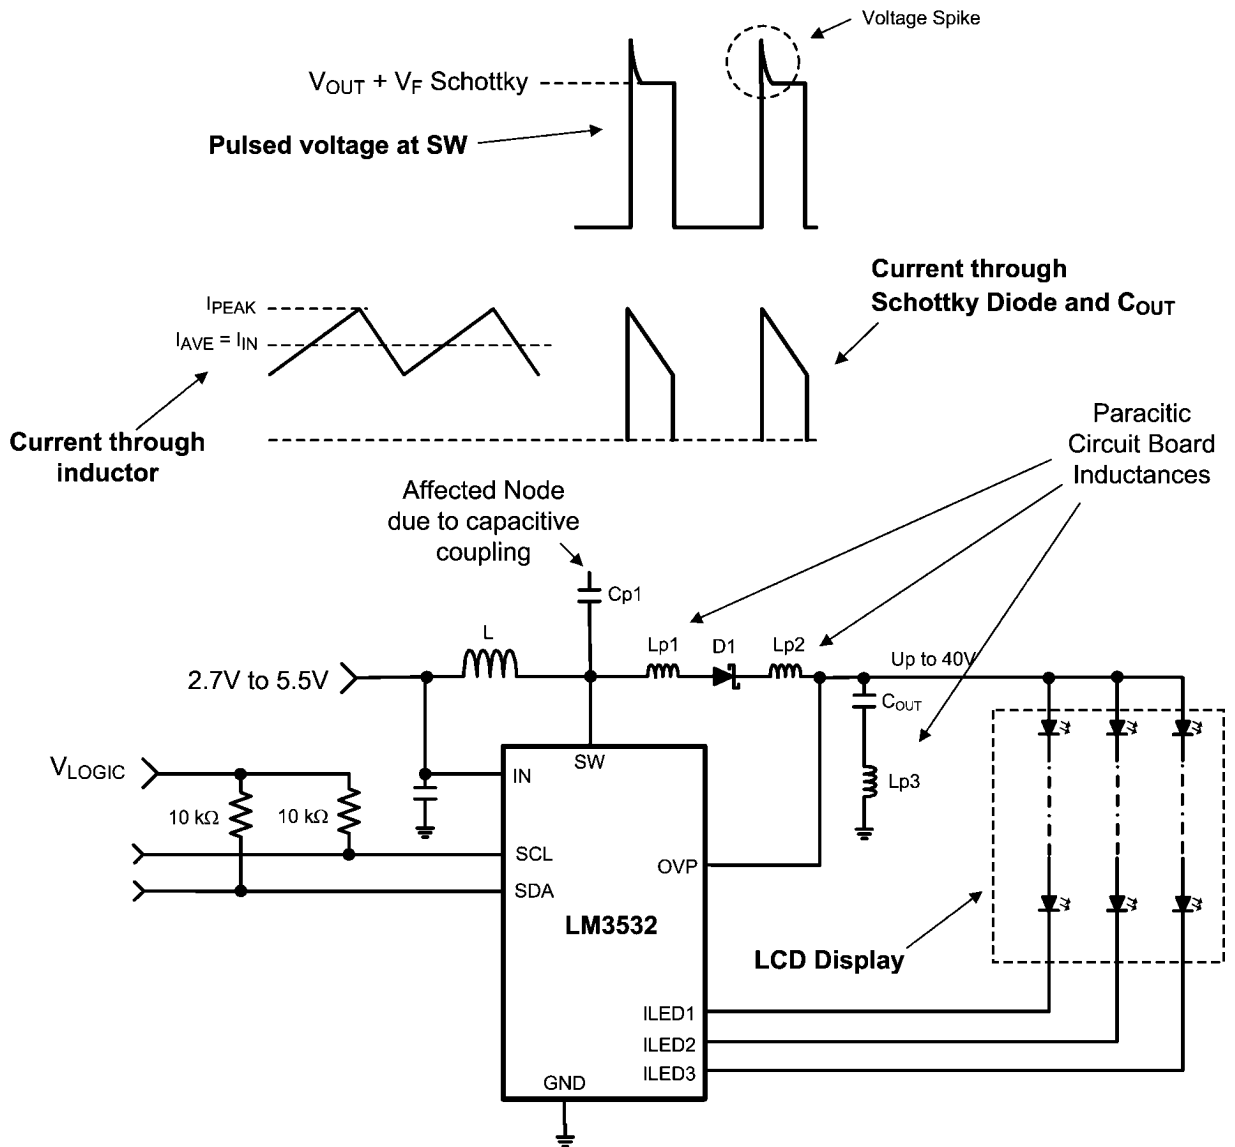 Voltage Spike
VOUT + VF Schottky
Pulsed voltage at SW
Current through
Schottky Diode and COUT
IPEAK
IAVE = IIN
Current through
inductor
Paracitic
Circuit Board
Inductances
Affected Node
due to capacitive
coupling
Cp1
L
Lp1
D1
Lp2
Up to 40V
2.7V to 5.5V
COUT
SW
VLOGIC
IN
Lp3
10 kΩ
10 kΩ
SCL
OVP
SDA
LM3532
LCD Display
ILED1
ILED2
ILED3
GND